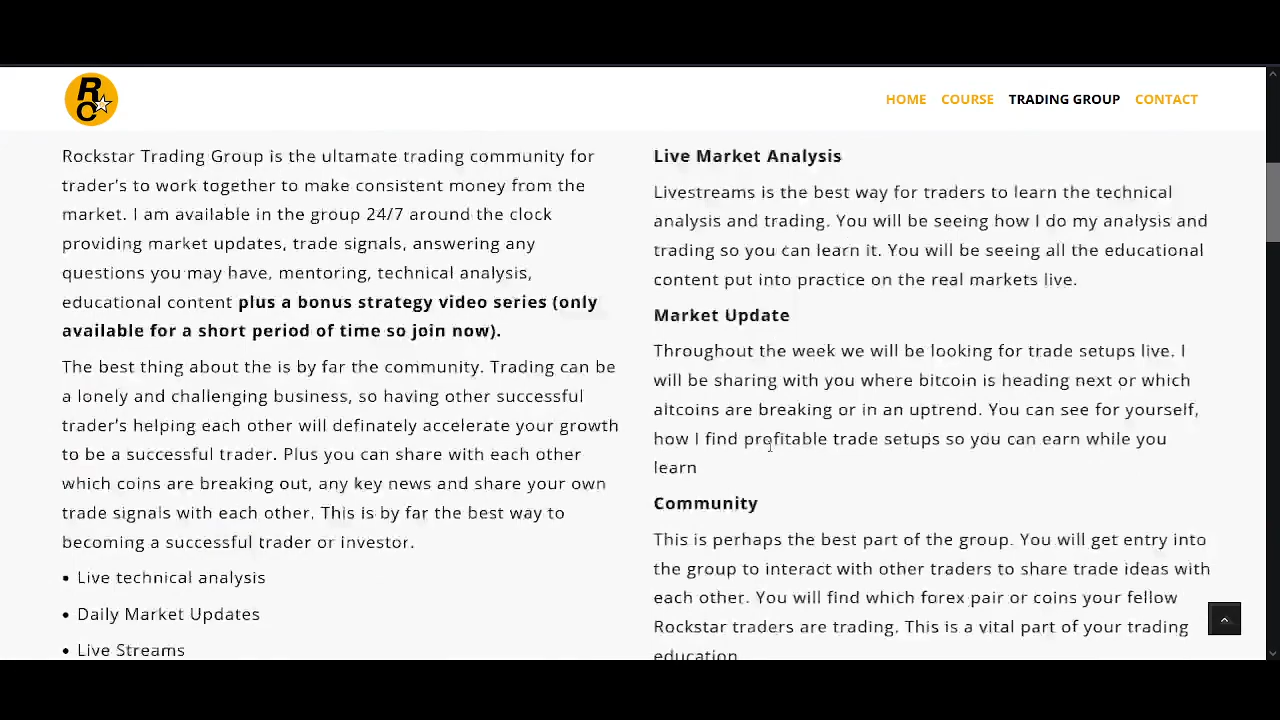 RC
HOME COURSE TRADING GROUP CONTACT
Rockstar Trading Group is the ultamate trading community for
trader's to work together to make consistent money from the
market. I am available in the group 24/7 around the clock
providing market updates, trade signals, answering any
questions you may have, mentoring, technical analysis,
educational content plus a bonus strategy video series (only
available for a short period of time so join now).
The best thing about the is by far the community. Trading can be
a lonely and challenging business, so having other successful
trader's helping each other will definately accelerate your growth
to be a successful trader. Plus you can share with each other
which coins are breaking out, any key news and share your own
trade signals with each other. This is by far the best way to
becoming a successful trader or investor.
• Live technical analysis
• Daily Market Updates
• Live Streams
Live Market Analysis
Livestreams is the best way for traders to learn the technical
analysis and trading. You will be seeing how I do my analysis and
trading so you can learn it. You will be seeing all the educational
content put into practice on the real markets live.
Market Update
Throughout the week we will be looking for trade setups live. I
will be sharing with you where bitcoin is heading next or which
altcoins are breaking or in an uptrend. You can see for yourself,
how I find profitable trade setups so you can earn while you
learn
Community
This is perhaps the best part of the group. You will get entry into
the group to interact with other traders to share trade ideas with
each other. You will find which forex pair or coins your fellow
Rockstar traders are trading. This is a vital part of your trading
education.